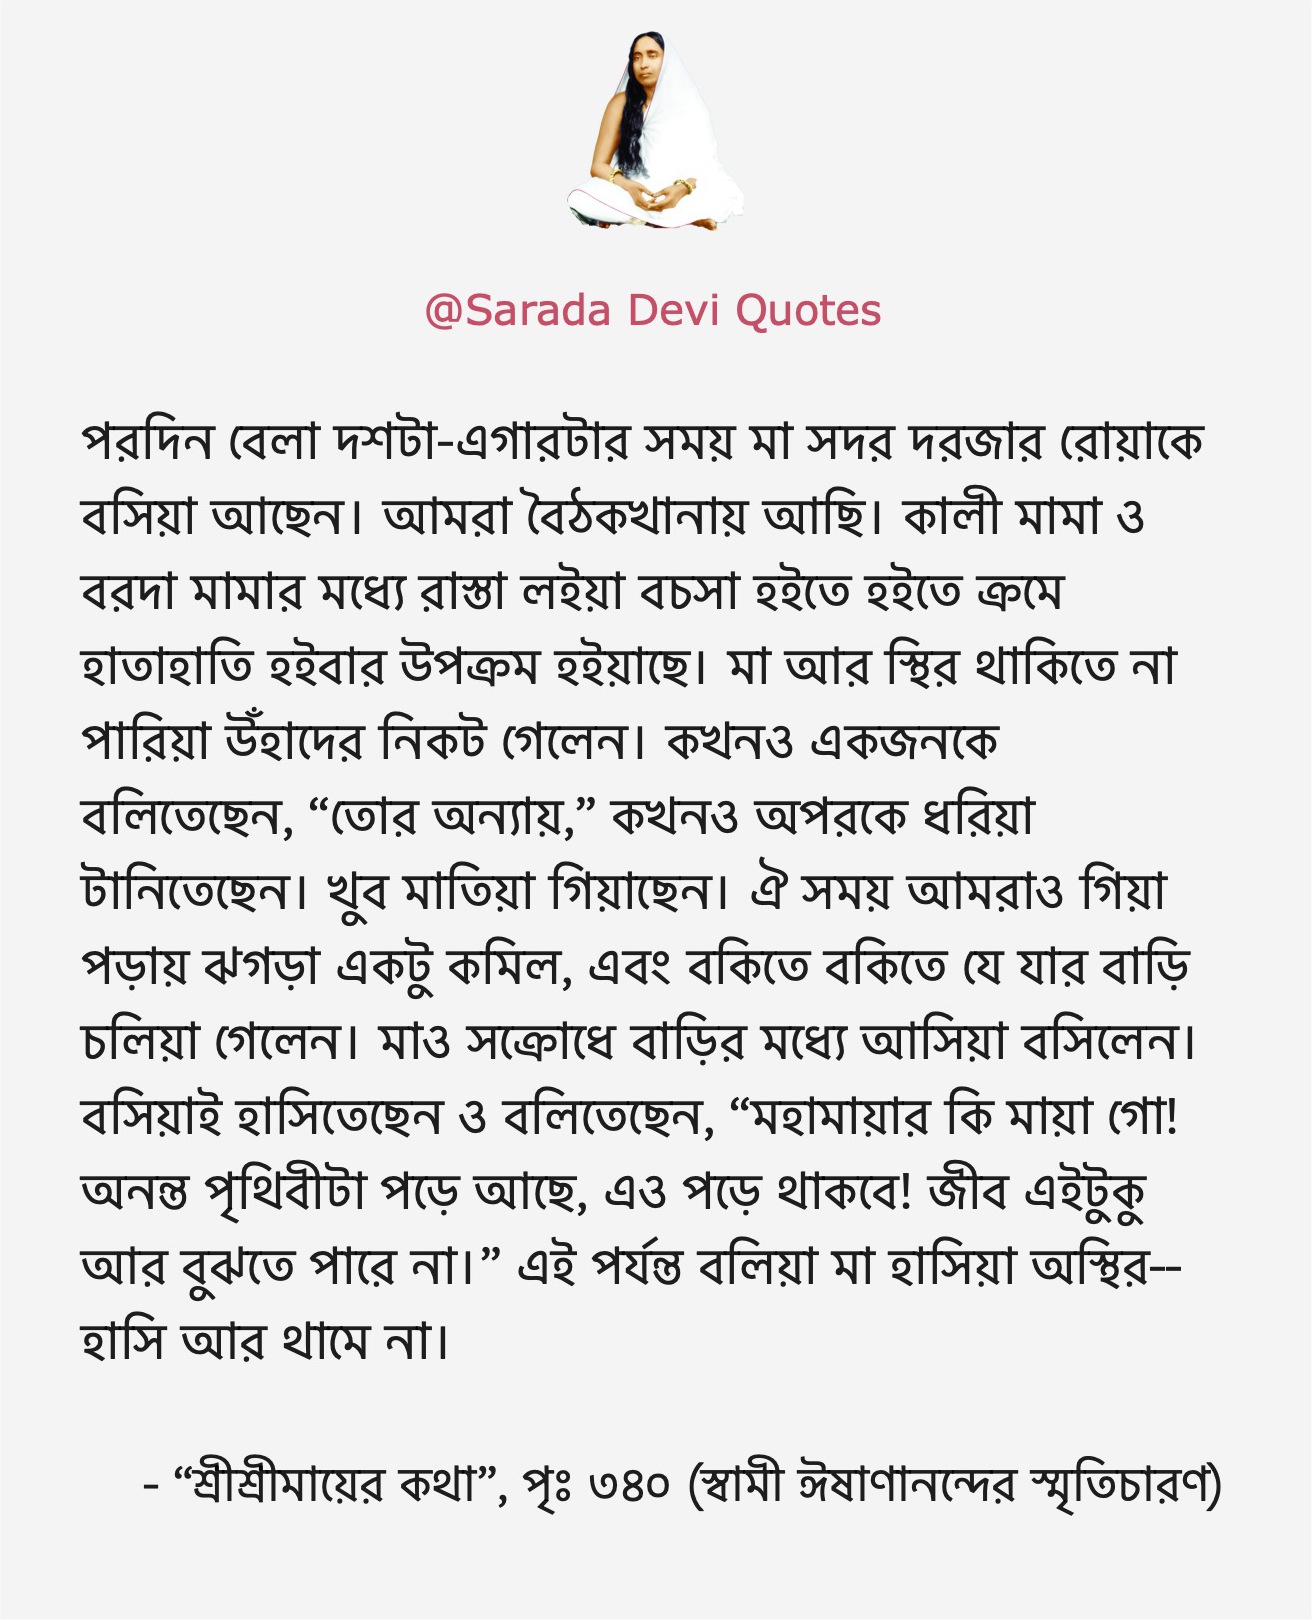 @Sarada Devi Quotes
পরদিন বেলা দশটা-এগারটার সময় মা সদর দরজার রোয়াকে
বসিয়া আছেন। আমরা বৈঠকখানায় আছি। কালী মামা ও
বরদা মামার মধ্যে রাস্তা লইয়া বচসা হইতে হইতে ক্রমে
হাতাহাতি হইবার উপক্রম হইয়াছে। মা আর স্থির থাকিতে না
পারিয়া উঁহাদের নিকট গেলেন। কখনও একজনকে
বলিতেছেন, “তোর অন্যায়,” কখনও অপরকে ধরিয়া
টানিতেছেন। খুব মাতিয়া গিয়াছেন। ঐ সময় আমরাও গিয়া
পড়ায় ঝগড়া একটু কমিল, এবং বকিতে বকিতে যে যার বাড়ি
চলিয়া গেলেন। মাও সক্রোধে বাড়ির মধ্যে আসিয়া বসিলেন।
বসিয়াই হাসিতেছেন ও বলিতেছেন, “মহামায়ার কি মায়া গো!
অনন্ত পৃথিবীটা পড়ে আছে, এও পড়ে থাকবে! জীব এইটুকু
আর বুঝতে পারে না।” এই পর্যন্ত বলিয়া মা হাসিয়া অস্থির--
হাসি আর থামে না।
- “শ্রীশ্রীমায়ের কথা”, পৃঃ ৩৪০ (স্বামী ঈষাণানন্দের স্মৃতিচারণ)